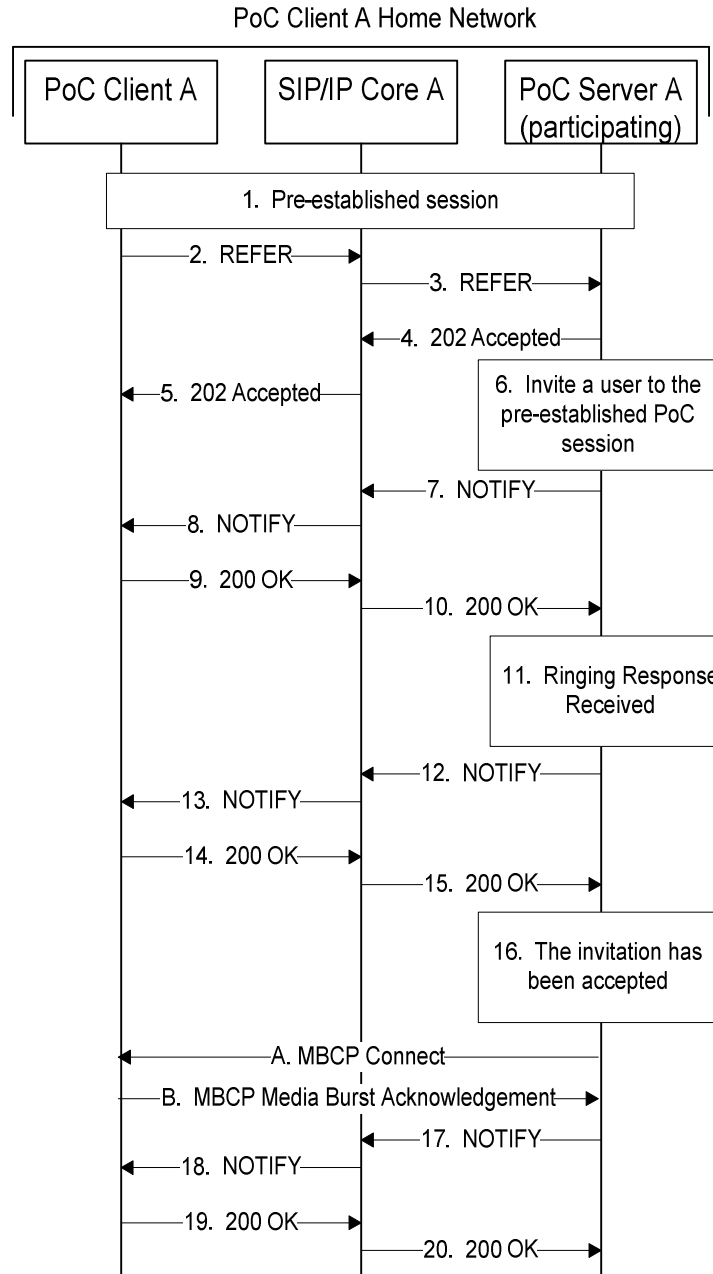 PoC Client A Home Network
PoC Client A
SIP/IP Core A
PoC Server A
(participating)
1. Pre-established session
2. REFER
3. REFER
4. 202 Accepted
5. 202 Accepted
6. Invite a user to the
pre-established PoC
session
7. NOTIFY
8. NOTIFY
9. 200 OK
10. 200 OK
11. Ringing Response
Received
12. NOTIFY
13. NOTIFY
14. 200 OK
15. 200 OK
16. The invitation has
been accepted
A. MBCP Connect
B. MBCP Media Burst Acknowledgement
17. NOTIFY
18. NOTIFY
19. 200 OK
20. 200 OK